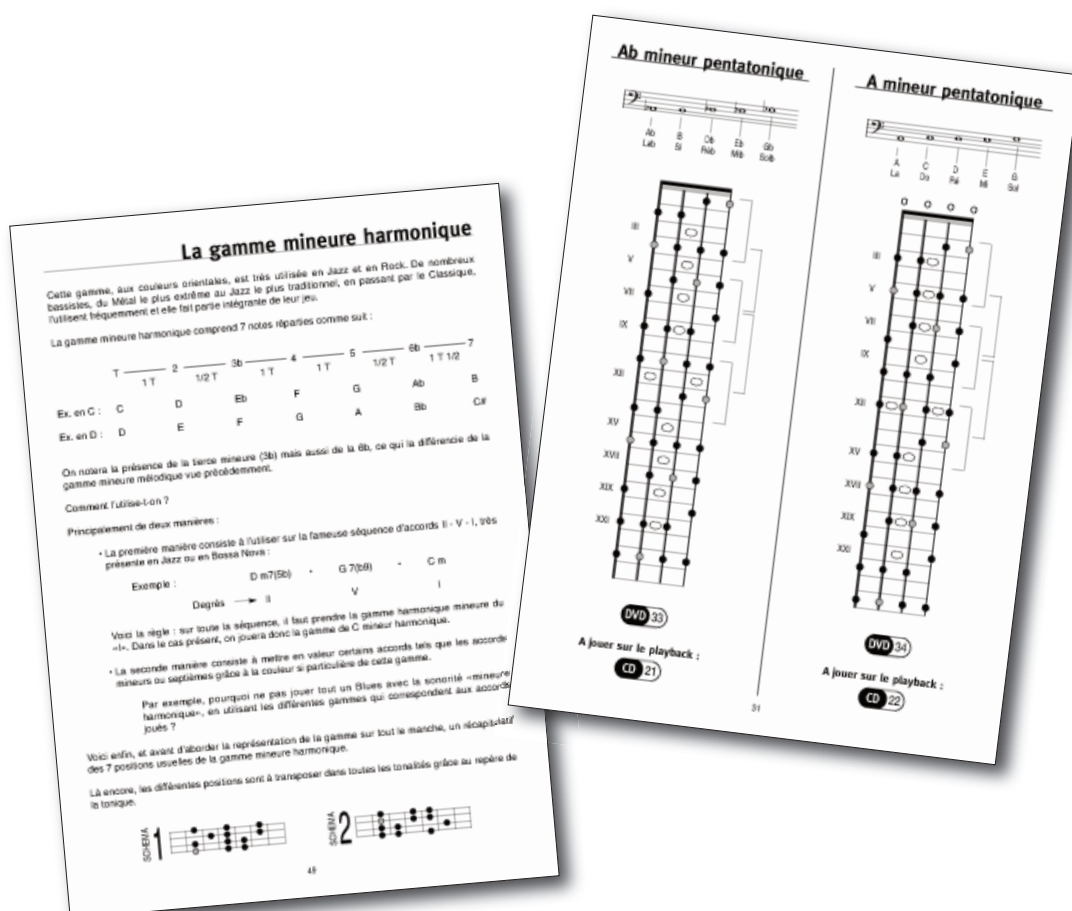 La gamme mineure harmonique
Cette gamme, aux couleurs orientales, est très utilisée en Jazz et en Rock. De nombreux
bassistes, du Métal le plus extrême au Jazz le plus traditionnel, en passant par le Classique,
l'utilisent fréquemment et elle fait partie intégrante de leur jeu.
La gamme mineure harmonique comprend 7 notes réparties comme suit :
T 2 3b 4 5 6b 7
1 T 1/2 T 1 T 1 T 1/2 T 1 T 1/2
Ex. en C : C D Eb F G Ab B
Ex. en D : D E F G A Bb C#
On notera la présence de la tierce mineure (3b) mais aussi de la 6b, ce qui la différencie de la
gamme mineure mélodique vue précédemment.
Comment l'utilise-t-on ?
Principalement de deux manières :
• La première manière consiste à l'utiliser sur la fameuse séquence d'accords II - V - I, très
présente en Jazz ou en Bossa Nova :
Exemple : D m7(5b) - G 7(b9) - C m
Degrés II V I
Voici la règle : sur toute la séquence, il faut prendre la gamme harmonique mineure du
«I». Dans le cas présent, on jouera donc la gamme de C mineur harmonique.
• La seconde manière consiste à mettre en valeur certains accords tels que les accords
mineurs ou septièmes grâce à la couleur si particulière de cette gamme.
Par exemple, pourquoi ne pas jouer tout un Blues avec la sonorité «mineure
harmonique», en utilisant les différentes gammes qui correspondent aux accords
joués ?
Voici enfin, et avant d'aborder la représentation de la gamme sur tout le manche, un récapitulatif
des 7 positions usuelles de la gamme mineure harmonique.
Là encore, les différentes positions sont à transposer dans toutes les tonalités grâce au repère de
la tonique.
SCHEMA 1
SCHEMA 2
Ab mineur pentatonique
Ab B Db Eb Gb
Lab Si Réb Mib Solb
III
V
VII
IX
XII
XV
XVII
XIX
XXI
DVD 33
A jouer sur le playback :
CD 21
A mineur pentatonique
A C D E G
La Do Ré Mi Sol
III
V
VII
IX
XII
XV
XVII
XIX
XXI
DVD 34
A jouer sur le playback :
CD 22
31